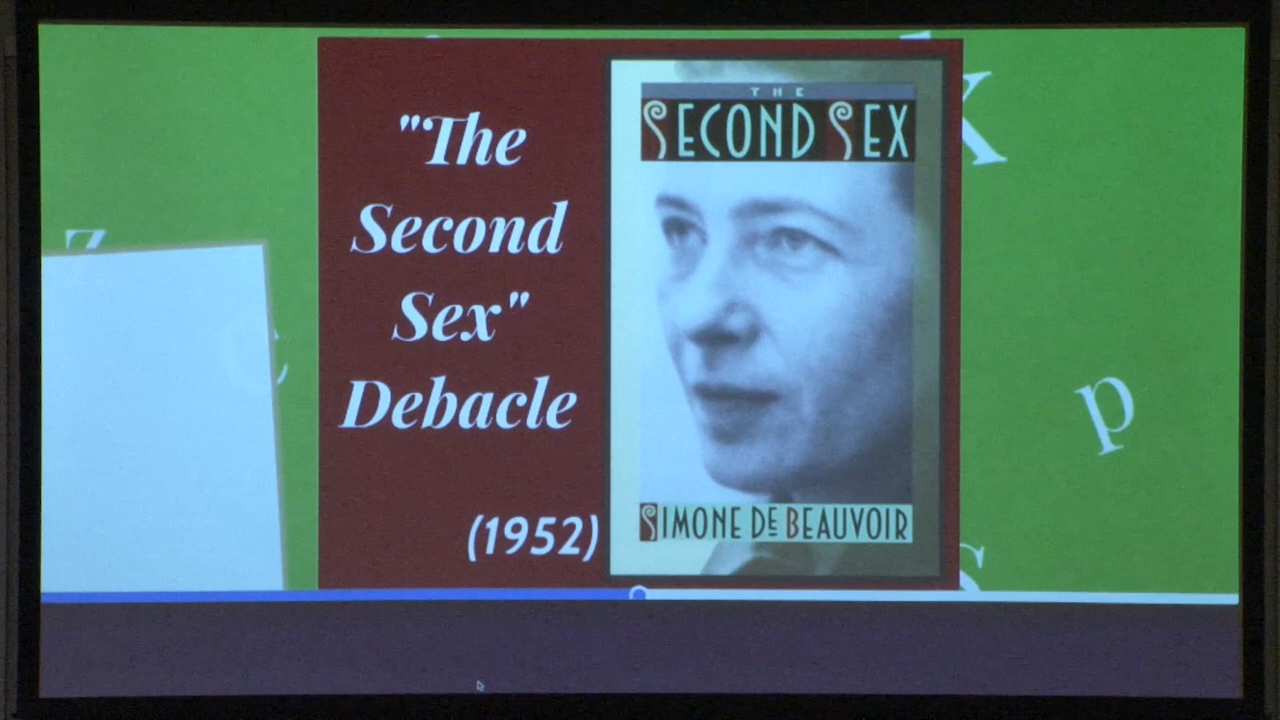 "The
Second
Sex"
Debacle
(1952)
THE
SECOND SEX
SIMONE DE BEAUVOIR
z
k
p
s